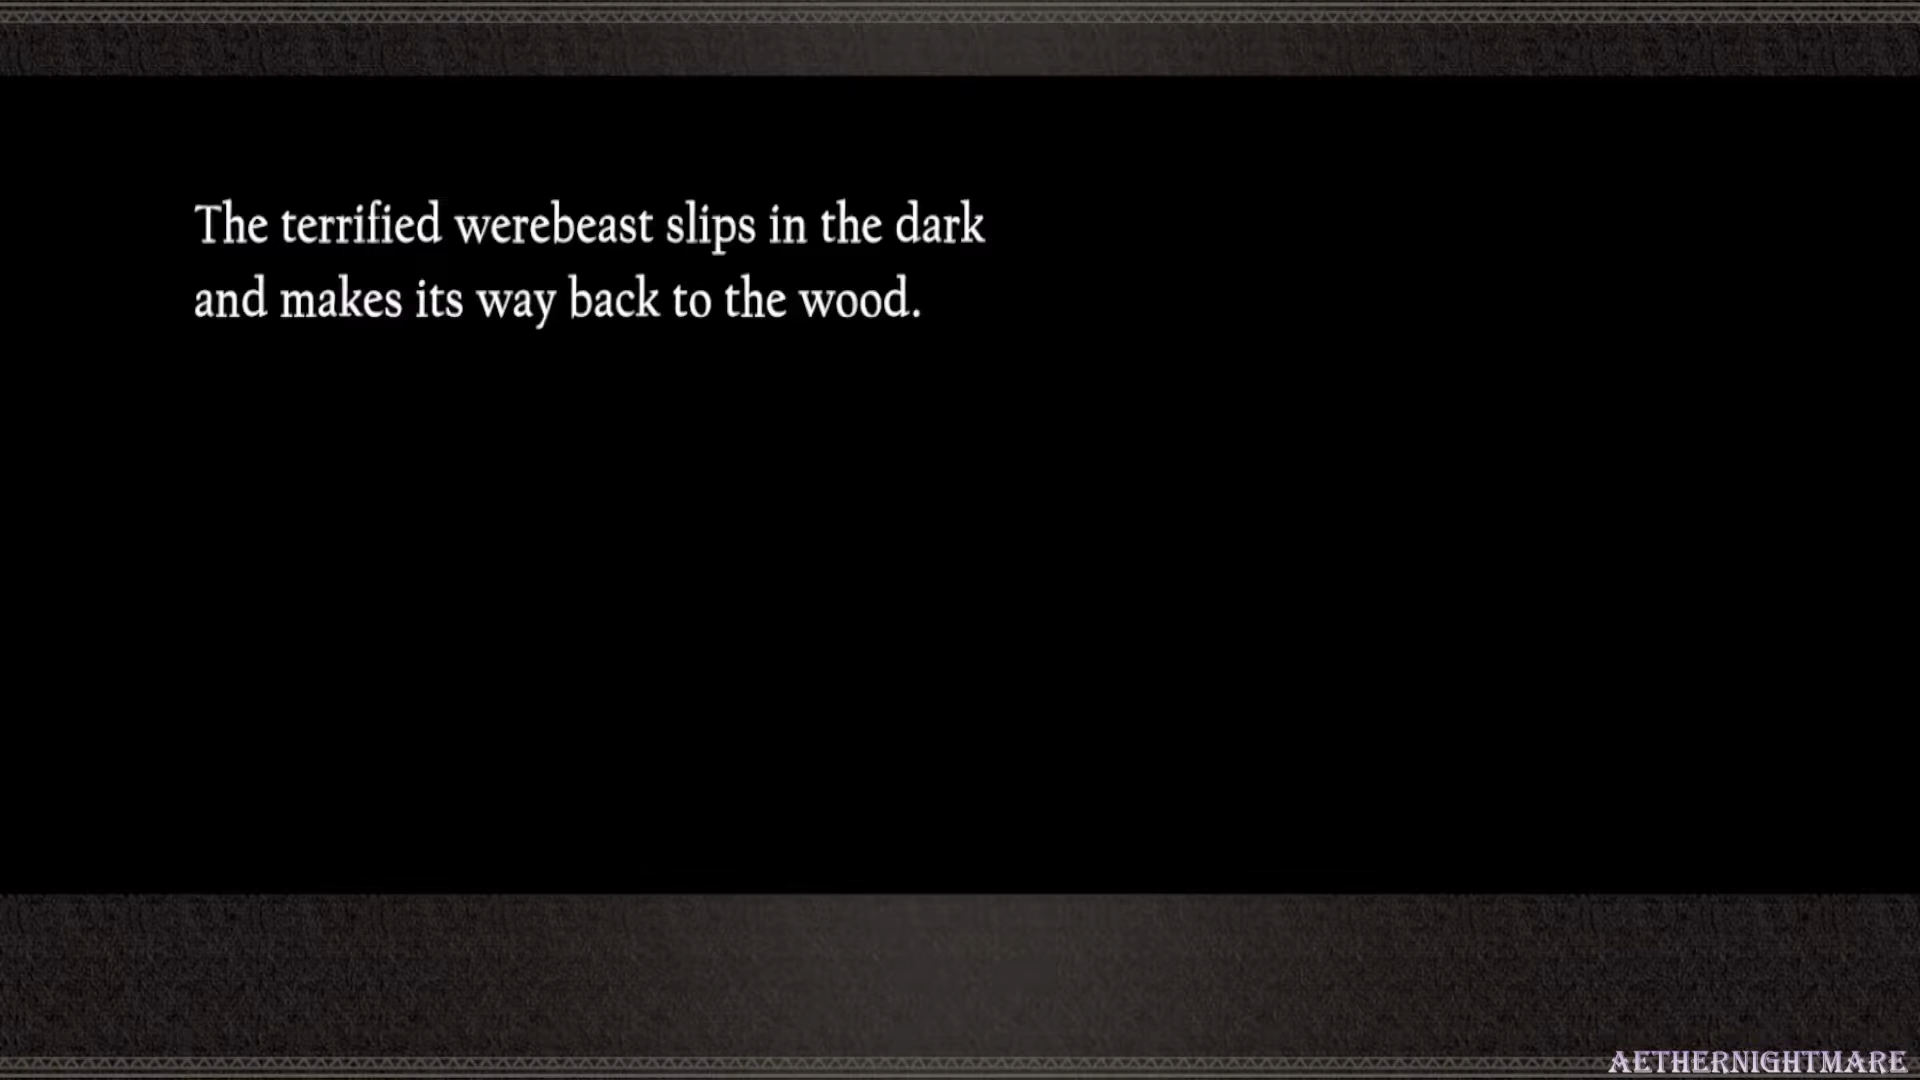 The terrified werebeast slips in the dark
and makes its way back to the wood.
AETHERNIGHTMARE